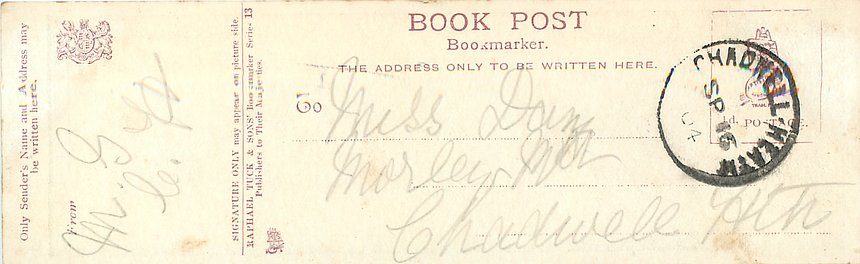 Only Sender's Name and Address may
be written here.
From
SIGNATURE ONLY may appear on picture side.
RAPHAEL TUCK & SONS' Bookmarker Series 13
Publishers to Their Majesties.
BOOK POST
Bookmarker.
THE ADDRESS ONLY TO BE WRITTEN HERE.
To
Miss
Morley
Chadwell Hth
½d. POSTAGE.
CHADWELL-HEATH
SP 16
04